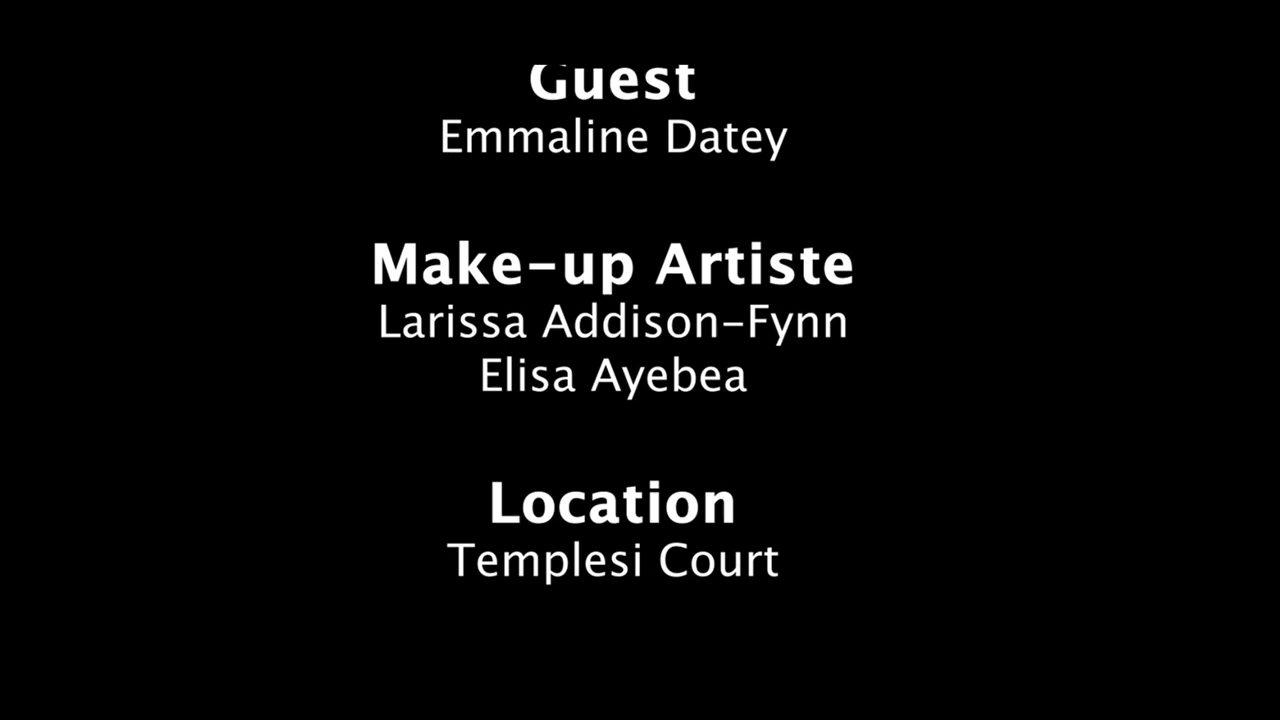 Guest
Emmaline Datey
Make-up Artiste
Larissa Addison-Fynn
Elisa Ayebea
Location
Templesi Court